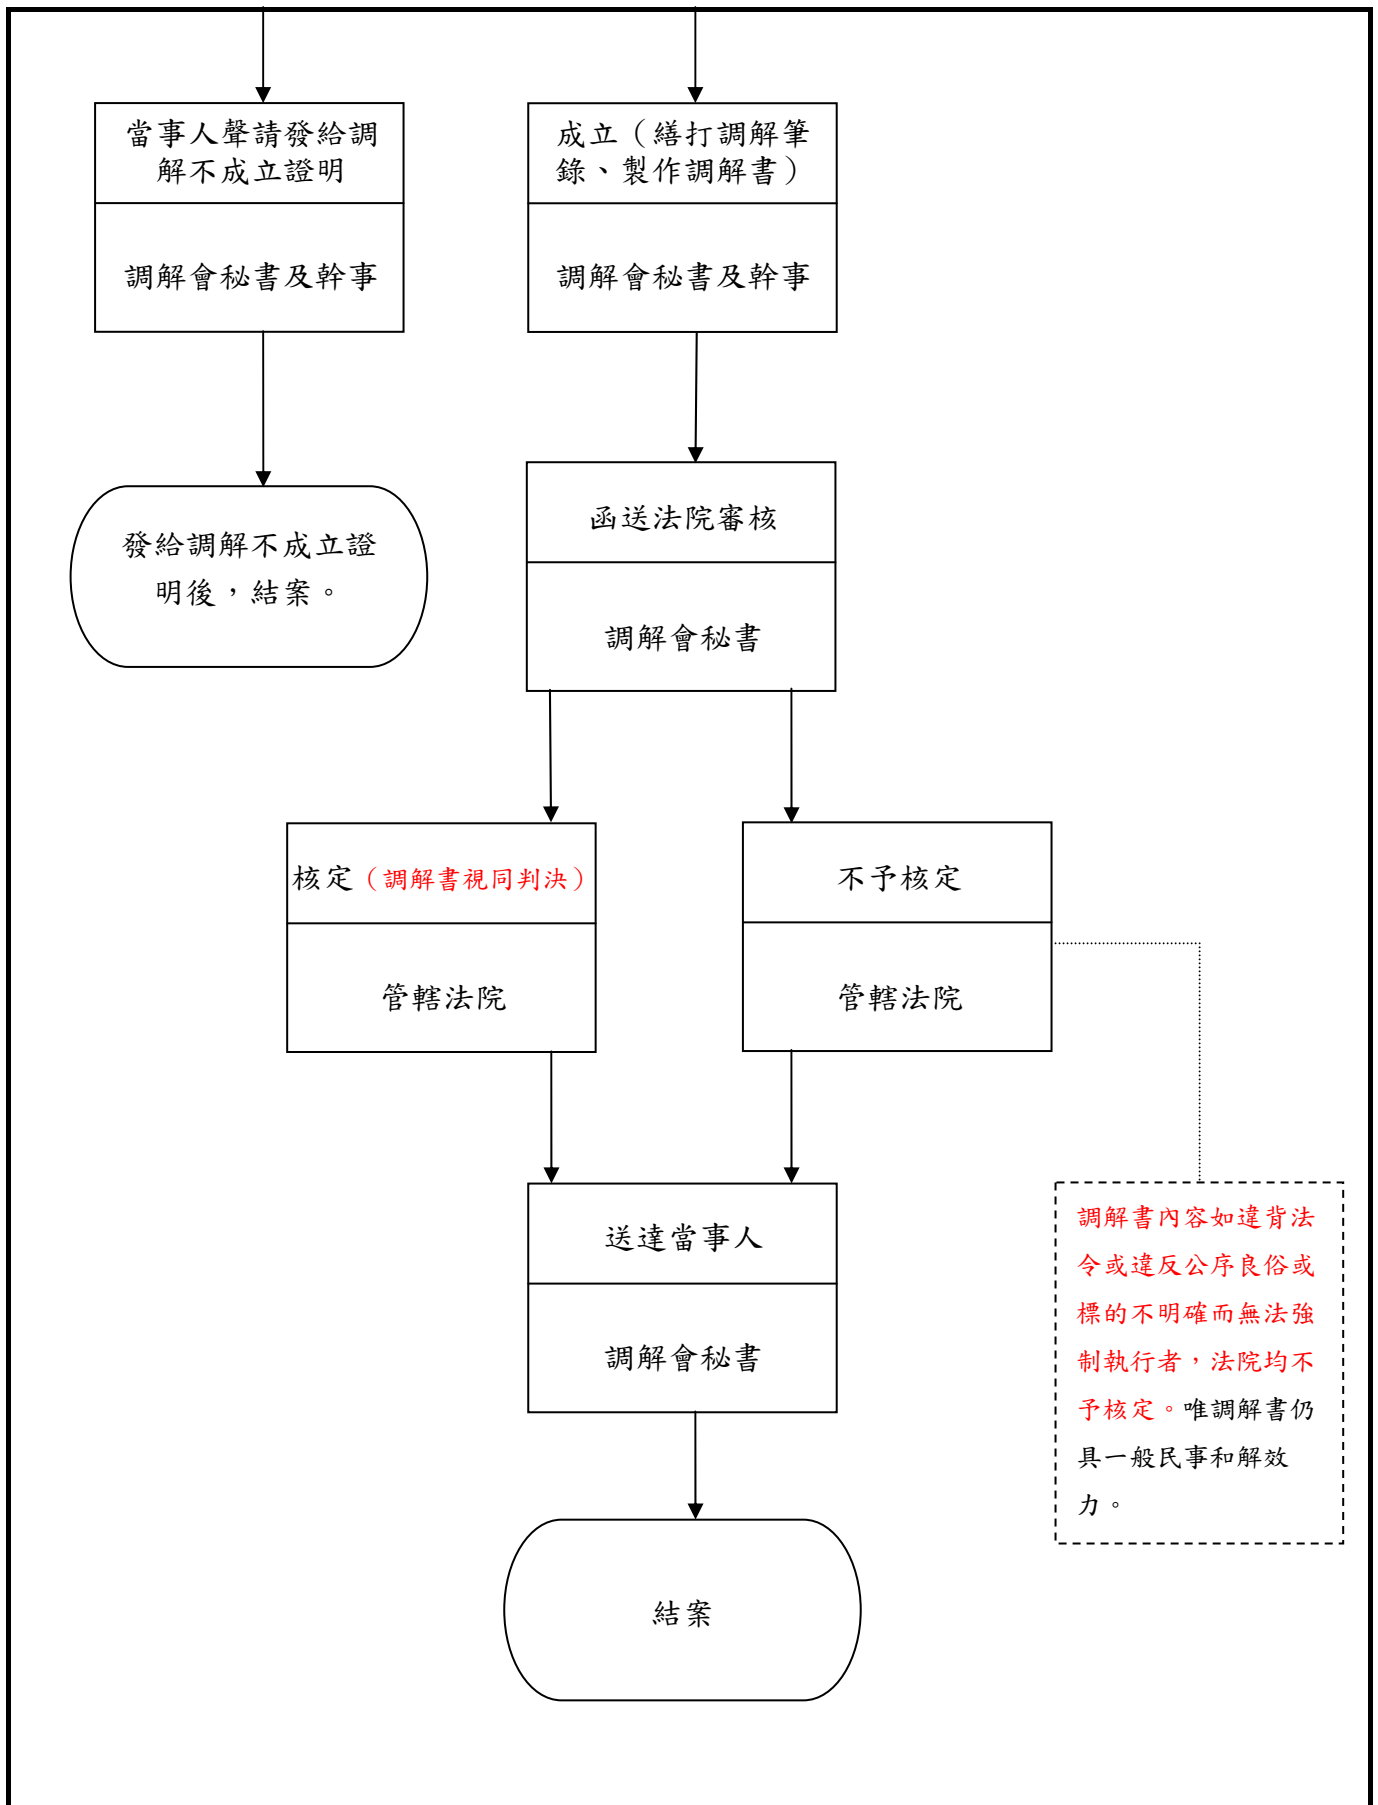 當事人聲請發給調
解不成立證明
調解會秘書及幹事
成立（繕打調解筆
錄、製作調解書）
調解會秘書及幹事
發給調解不成立證
明後，結案。
函送法院審核
調解會秘書
核定（調解書視同判決）
管轄法院
不予核定
管轄法院
送達當事人
調解會秘書
調解書內容如違背法
令或違反公序良俗或
標的不明確而無法強
制執行者，法院均不
予核定。唯調解書仍
具一般民事和解效
力。
結案